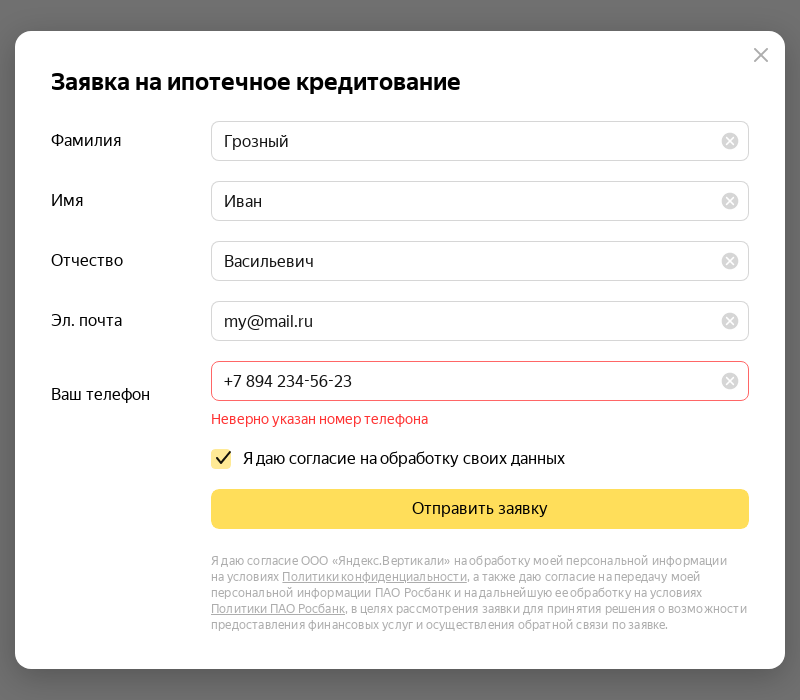 Заявка на ипотечное кредитование
Фамилия
Грозный
Имя
Иван
Отчество
Васильевич
Эл. почта
my@mail.ru
Ваш телефон
+7 894 234-56-23
Неверно указан номер телефона
Я даю согласие на обработку своих данных
Отправить заявку
Я даю согласие ООО «Яндекс.Вертикали» на обработку моей персональной информации
на условиях Политики конфиденциальности, а также даю согласие на передачу моей
персональной информации ПАО Росбанк и на дальнейшую ее обработку на условиях
Политики ПАО Росбанк, в целях рассмотрения заявки для принятия решения о возможности
предоставления финансовых услуг и осуществления обратной связи по заявке.